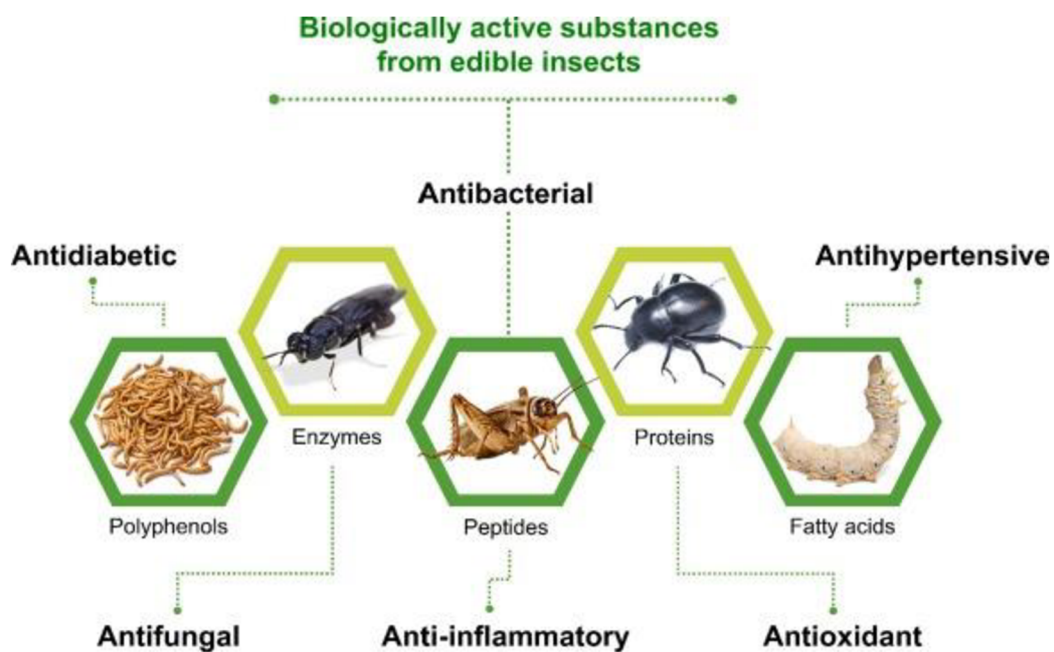 Biologically active substances
from edible insects
Antibacterial
Antidiabetic
Antihypertensive
Enzymes
Proteins
Polyphenols
Peptides
Fatty acids
Antifungal
Anti-inflammatory
Antioxidant